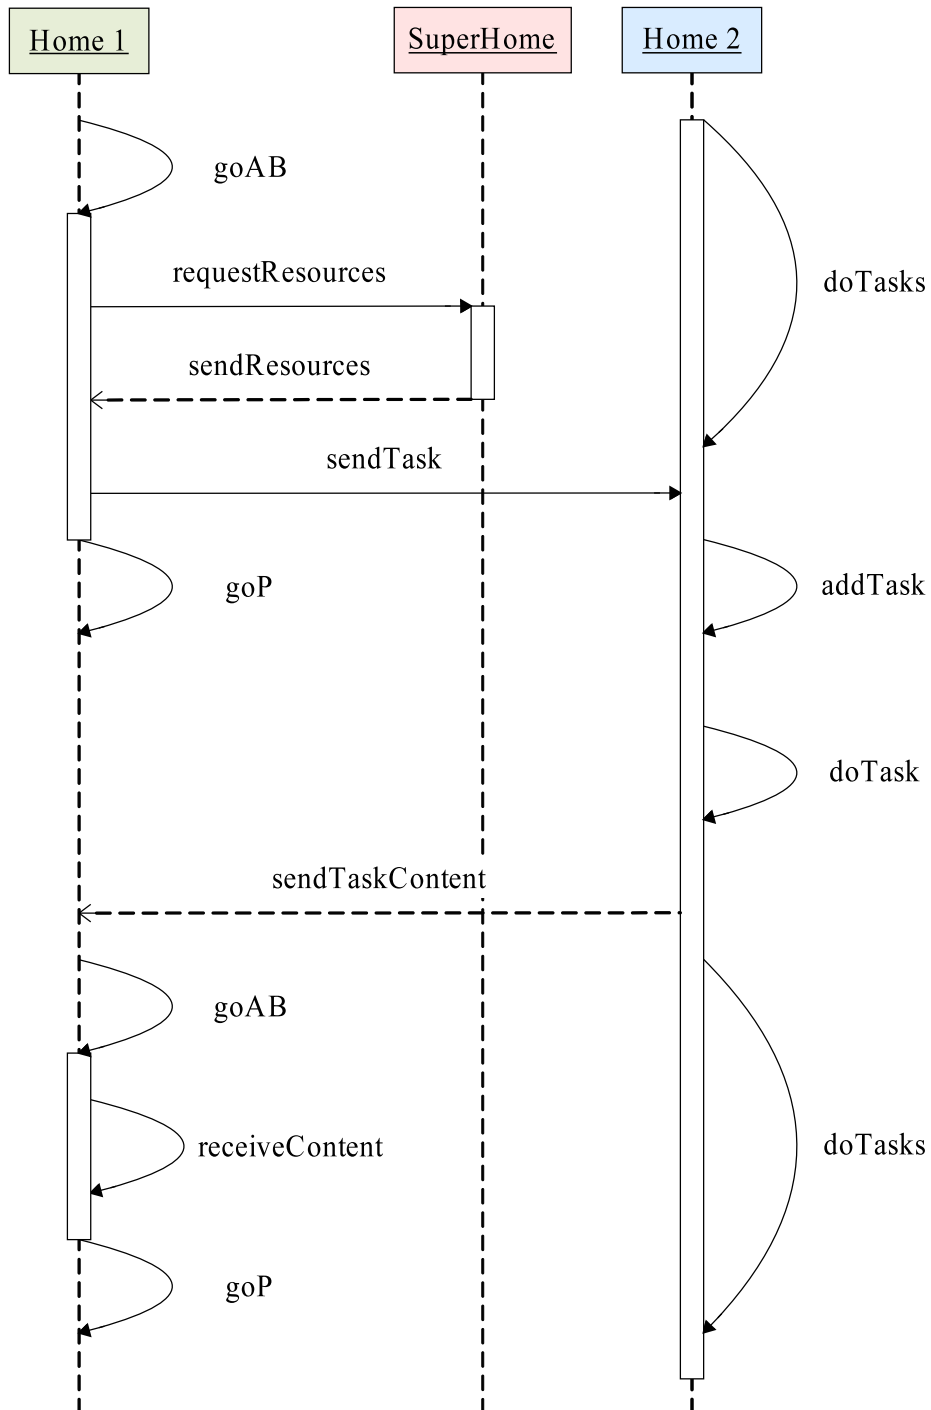 Home 1
SuperHome
Home 2
goAB
requestResources
doTasks
sendResources
sendTask
goP
addTask
doTask
sendTaskContent
goAB
receiveContent
doTasks
goP